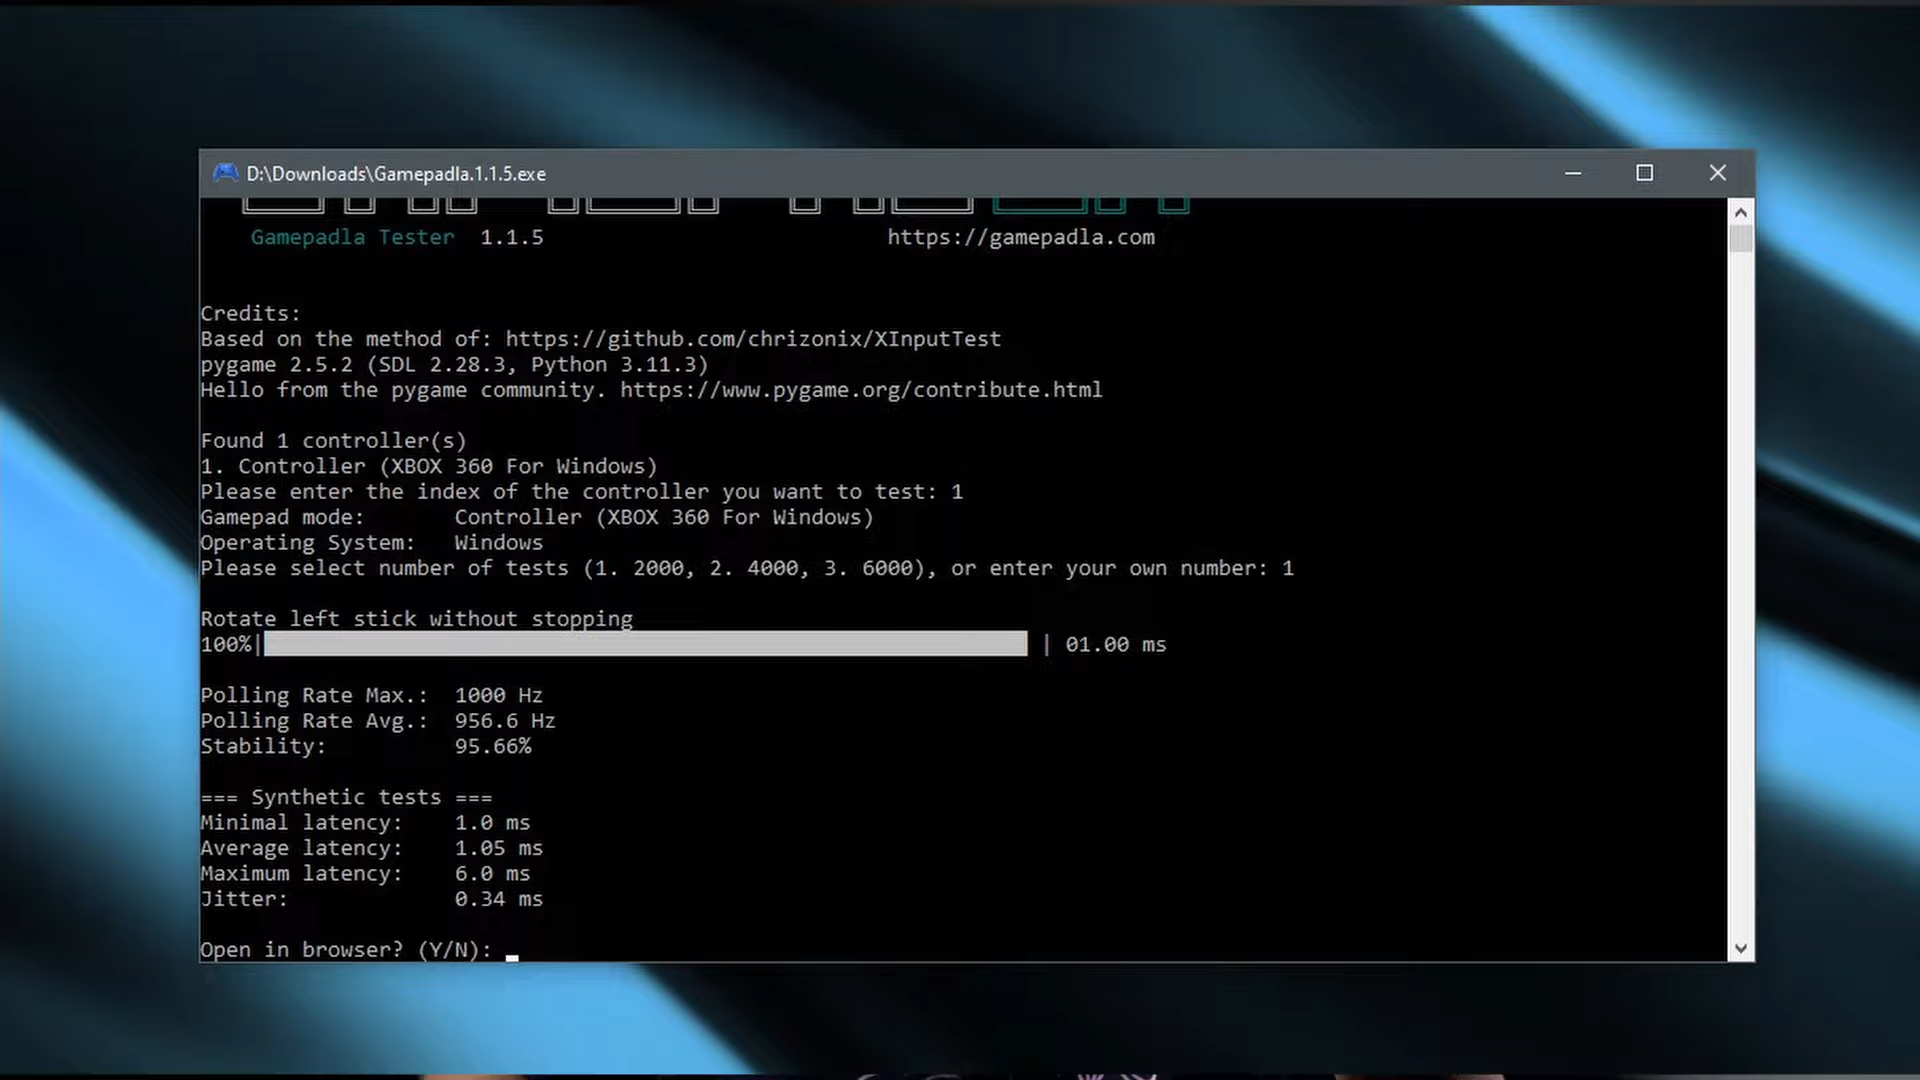 D:\Downloads\Gamepadla.1.1.5.exe
Gamepadla Tester 1.1.5 https://gamepadla.com
Credits:
Based on the method of: https://github.com/chrizonix/XInputTest
pygame 2.5.2 (SDL 2.28.3, Python 3.11.3)
Hello from the pygame community. https://www.pygame.org/contribute.html
Found 1 controller(s)
1. Controller (XBOX 360 For Windows)
Please enter the index of the controller you want to test: 1
Gamepad mode: Controller (XBOX 360 For Windows)
Operating System: Windows
Please select number of tests (1. 2000, 2. 4000, 3. 6000), or enter your own number: 1
Rotate left stick without stopping
100%| | 01.00 ms
Polling Rate Max.: 1000 Hz
Polling Rate Avg.: 956.6 Hz
Stability: 95.66%
=== Synthetic tests ===
Minimal latency: 1.0 ms
Average latency: 1.05 ms
Maximum latency: 6.0 ms
Jitter: 0.34 ms
Open in browser? (Y/N):